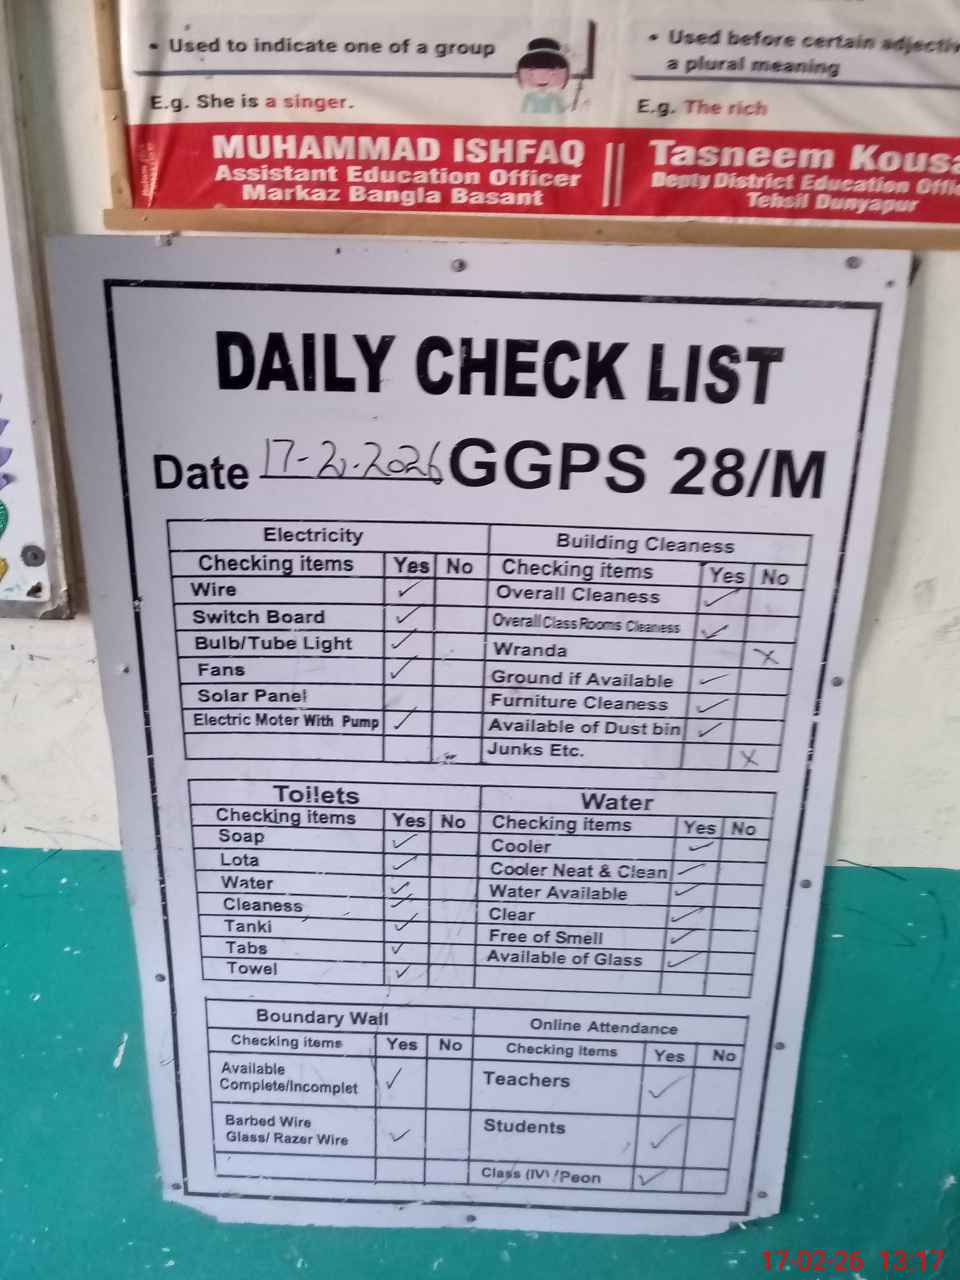 • Used to indicate one of a group
E.g. She is a singer.
• Used before certain
a plural meaning
E.g. The rich
MUHAMMAD ISHFAQ
Assistant Education Officer
Markaz Bangla Basant
Tasneem
Depty District Education
Tehsil Dunyapur
DAILY CHECK LIST
Date 17-2-2026 GGPS 28/M
Electricity
Checking items Yes No
Wire ✓
Switch Board ✓
Bulb/Tube Light ✓
Fans ✓
Solar Panel
Electric Moter With Pump ✓
Building Cleaness
Checking items Yes No
Overall Cleaness ✓
Overall Class Rooms Cleaness ✓
Wranda ✗
Ground if Available ✓
Furniture Cleaness ✓
Available of Dust bin ✓
Junks Etc. ✗
Toilets
Checking items Yes No
Soap ✓
Lota ✓
Water ✓
Cleaness ✓
Tanki ✓
Tabs ✓
Towel ✓
Water
Checking items Yes No
Cooler ✓
Cooler Neat & Clean ✓
Water Available ✓
Clear ✓
Free of Smell ✓
Available of Glass ✓
Boundary Wall
Checking items Yes No
Available
Complete/Incomplet ✓
Barbed Wire
Glass/ Razer Wire ✓
Online Attendance
Checking items Yes No
Teachers ✓
Students ✓
Class (IV) / Peon ✓
17-02-26 13:17